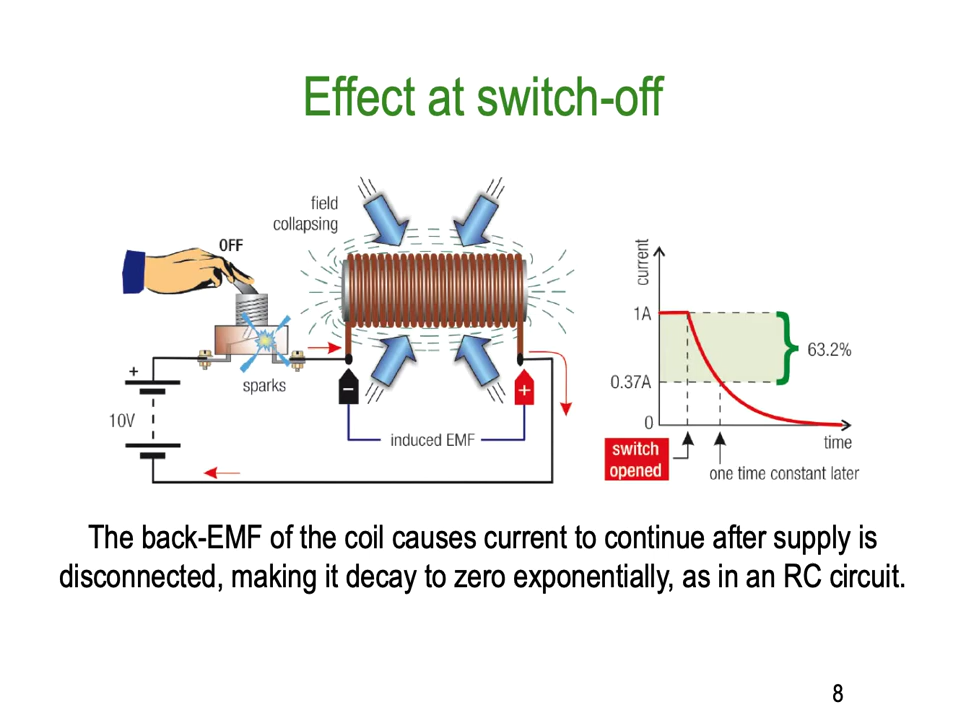 Effect at switch-off
field
collapsing
OFF
sparks
+
10V
−
+
induced EMF
current
1A
0.37A
0
63.2%
time
switch
opened
one time constant later
The back-EMF of the coil causes current to continue after supply is
disconnected, making it decay to zero exponentially, as in an RC circuit.
8